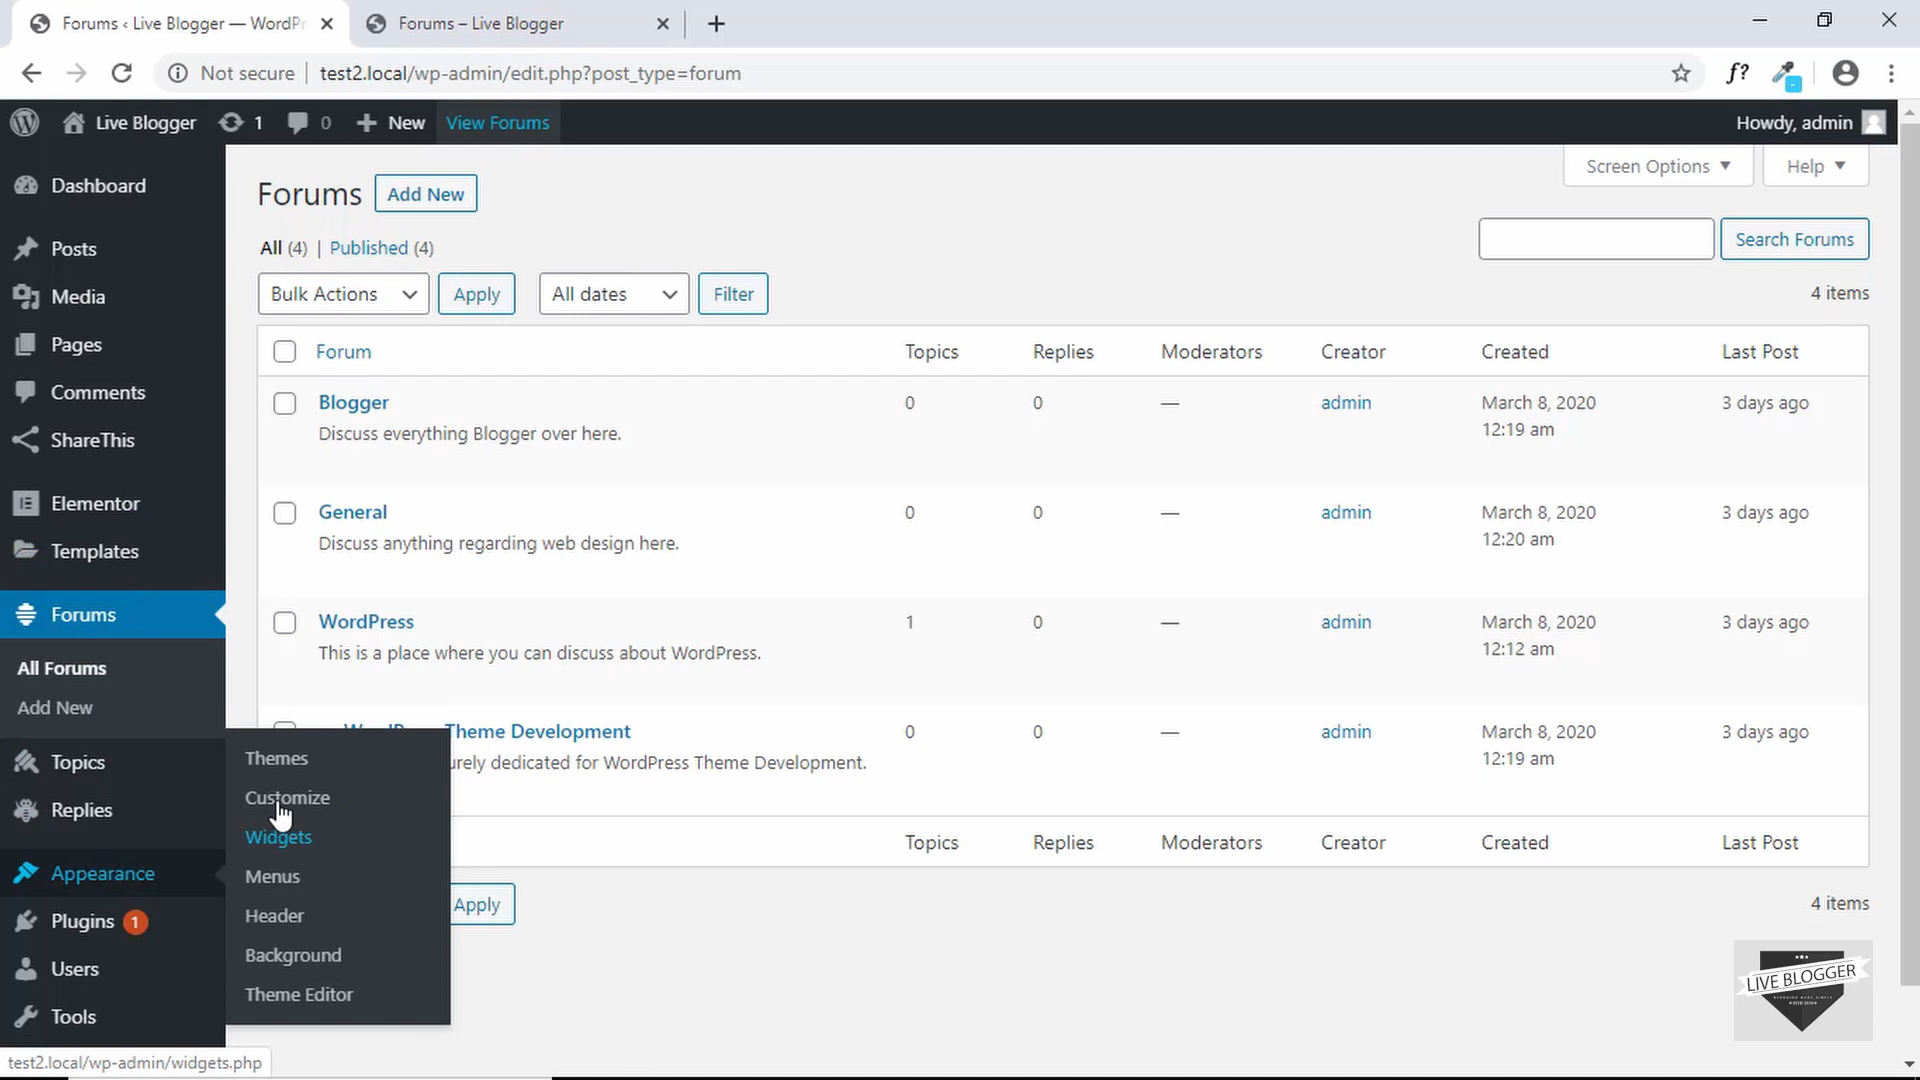 Forums ‹ Live Blogger — WordPr
Forums – Live Blogger
Not secure
test2.local/wp-admin/edit.php?post_type=forum
f?
Live Blogger
1
0
New
View Forums
Howdy, admin
Screen Options
Help
Dashboard
Posts
Media
Pages
Comments
ShareThis
Elementor
Templates
Forums
All Forums
Add New
Topics
Replies
Appearance
Plugins 1
Users
Tools
Themes
Customize
Widgets
Menus
Header
Background
Theme Editor
Forums
Add New
All (4) | Published (4)
Search Forums
Bulk Actions
Apply
All dates
Filter
4 items
Forum Topics Replies Moderators Creator Created Last Post
Blogger 0 0 — admin March 8, 2020 3 days ago
Discuss everything Blogger over here. 12:19 am
General 0 0 — admin March 8, 2020 3 days ago
Discuss anything regarding web design here. 12:20 am
WordPress 1 0 — admin March 8, 2020 3 days ago
This is a place where you can discuss about WordPress. 12:12 am
Theme Development 0 0 — admin March 8, 2020 3 days ago
urely dedicated for WordPress Theme Development. 12:19 am
Topics Replies Moderators Creator Created Last Post
Apply
4 items
LIVE BLOGGER
test2.local/wp-admin/widgets.php